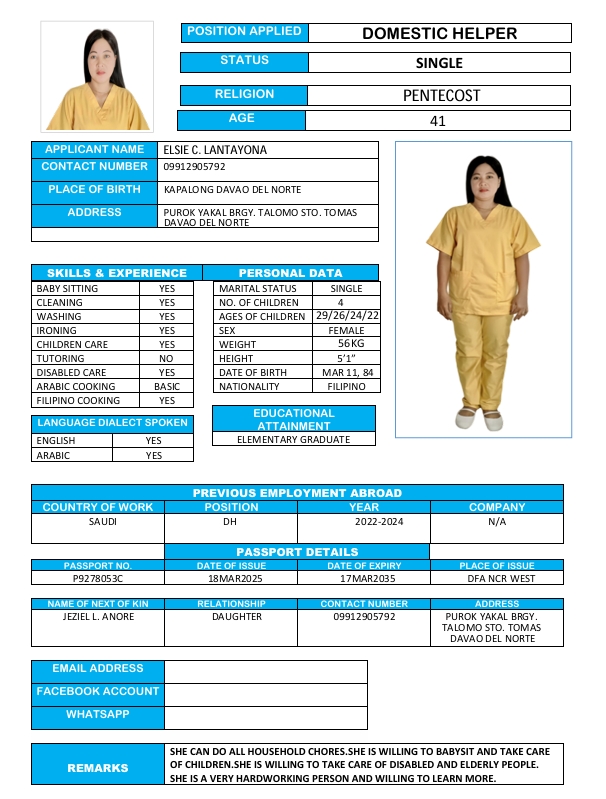 POSITION APPLIED DOMESTIC HELPER
STATUS SINGLE
RELIGION PENTECOST
AGE 41
APPLICANT NAME ELSIE C. LANTAYONA
CONTACT NUMBER 09912905792
PLACE OF BIRTH KAPALONG DAVAO DEL NORTE
ADDRESS PUROK YAKAL BRGY. TALOMO STO. TOMAS
DAVAO DEL NORTE
SKILLS & EXPERIENCE PERSONAL DATA
BABY SITTING YES MARITAL STATUS SINGLE
CLEANING YES NO. OF CHILDREN 4
WASHING YES AGES OF CHILDREN 29/26/24/22
IRONING YES SEX FEMALE
CHILDREN CARE YES WEIGHT 56KG
TUTORING NO HEIGHT 5’1”
DISABLED CARE YES DATE OF BIRTH MAR 11, 84
ARABIC COOKING BASIC NATIONALITY FILIPINO
FILIPINO COOKING YES
LANGUAGE DIALECT SPOKEN
ENGLISH YES
ARABIC YES
EDUCATIONAL
ATTAINMENT
ELEMENTARY GRADUATE
PREVIOUS EMPLOYMENT ABROAD
COUNTRY OF WORK POSITION YEAR COMPANY
SAUDI DH 2022-2024 N/A
PASSPORT DETAILS
PASSPORT NO. DATE OF ISSUE DATE OF EXPIRY PLACE OF ISSUE
P9278053C 18MAR2025 17MAR2035 DFA NCR WEST
NAME OF NEXT OF KIN RELATIONSHIP CONTACT NUMBER ADDRESS
JEZIEL L. ANORE DAUGHTER 09912905792 PUROK YAKAL BRGY.
TALOMO STO. TOMAS
DAVAO DEL NORTE
EMAIL ADDRESS
FACEBOOK ACCOUNT
WHATSAPP
REMARKS
SHE CAN DO ALL HOUSEHOLD CHORES.SHE IS WILLING TO BABYSIT AND TAKE CARE
OF CHILDREN.SHE IS WILLING TO TAKE CARE OF DISABLED AND ELDERLY PEOPLE.
SHE IS A VERY HARDWORKING PERSON AND WILLING TO LEARN MORE.